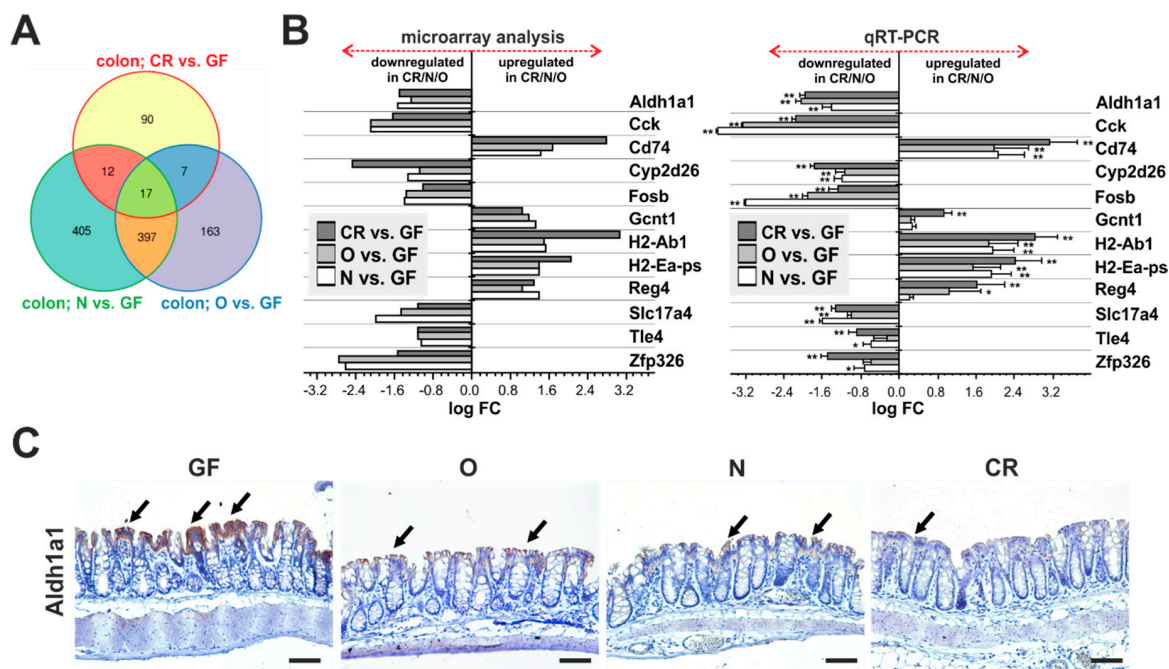 A
colon; CR vs. GF
90
12
7
17
405
397
163
colon; N vs. GF
colon; O vs. GF
B
microarray analysis
downregulated
in CR/N/O
upregulated
in CR/N/O
Aldh1a1
Cck
Cd74
Cyp2d26
Fosb
Gcnt1
H2-Ab1
H2-Ea-ps
Reg4
Slc17a4
Tle4
Zfp326
CR vs. GF
O vs. GF
N vs. GF
-2.4 -1.6 -0.8 0.0 0.8 1.6 2.4 3.2
log FC
qRT-PCR
downregulated
in CR/N/O
upregulated
in CR/N/O
** ** **
Aldh1a1
** ** **
Cck
** ** **
Cd74
** ** **
Cyp2d26
** ** **
Fosb
**
Gcnt1
** ** **
H2-Ab1
** ** **
H2-Ea-ps
** *
Reg4
** ** **
Slc17a4
** *
Tle4
** *
Zfp326
CR vs. GF
O vs. GF
N vs. GF
-3.2 -2.4 -1.6 -0.8 0.0 0.8 1.6 2.4 3.2
log FC
C
GF O N CR
Aldh1a1